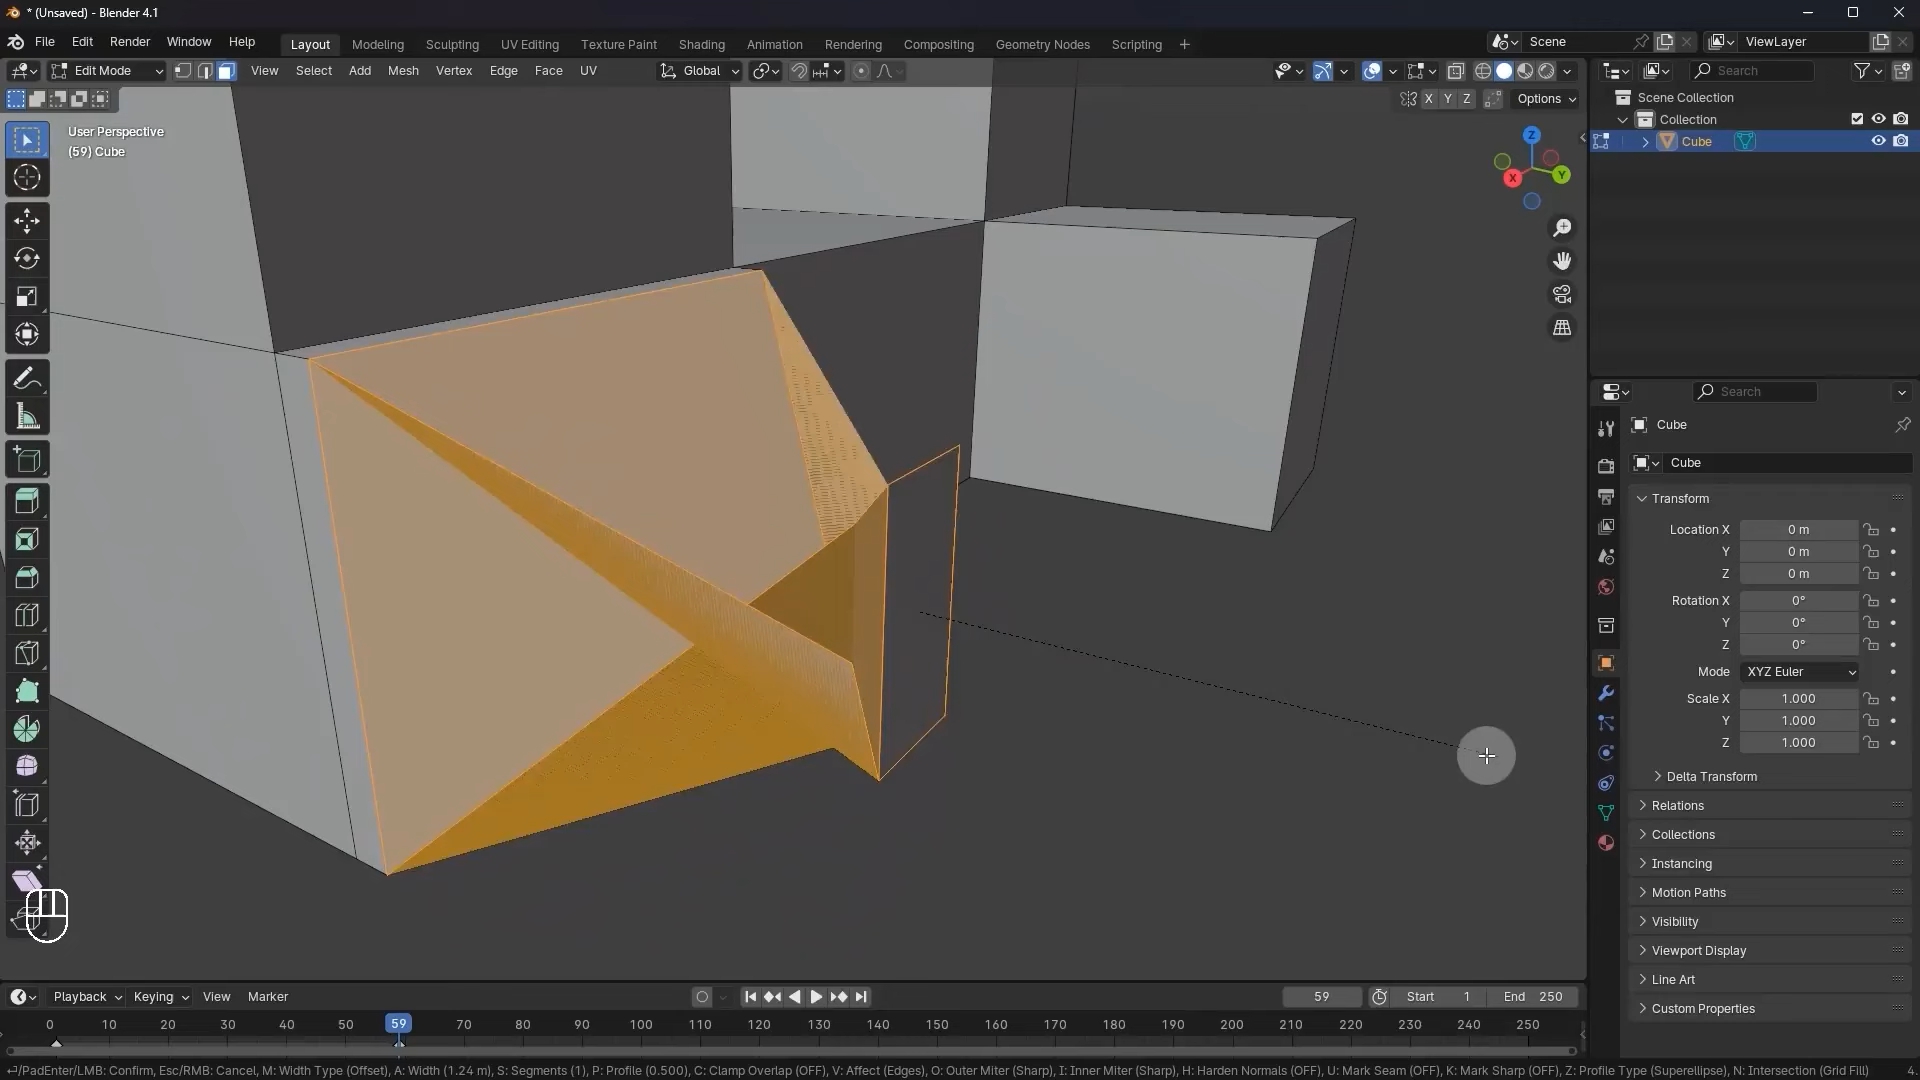 * (Unsaved) - Blender 4.1
File Edit Render Window Help
Layout Modeling Sculpting UV Editing Texture Paint Shading Animation Rendering Compositing Geometry Nodes Scripting
Scene
ViewLayer
Edit Mode
View Select Add Mesh Vertex Edge Face UV
Global
Search
X Y Z
Options
User Perspective
(59) Cube
Z
X
Y
Scene Collection
Collection
Cube
Search
Cube
Cube
Transform
Location X 0 m
Y 0 m
Z 0 m
Rotation X 0°
Y 0°
Z 0°
Mode XYZ Euler
Scale X 1.000
Y 1.000
Z 1.000
Delta Transform
Relations
Collections
Instancing
Motion Paths
Visibility
Viewport Display
Line Art
Custom Properties
Playback Keying View Marker
59
Start 1
End 250
0 10 20 30 40 50 59 70 80 90 100 110 120 130 140 150 160 170 180 190 200 210 220 230 240 250
/PadEnter/LMB: Confirm, Esc/RMB: Cancel, M: Width Type (Offset), A: Width (1.24 m), S: Segments (1), P: Profile (0.500), C: Clamp Overlap (OFF), V: Affect (Edges), O: Outer Miter (Sharp), I: Inner Miter (Sharp), H: Harden Normals (OFF), U: Mark Seam (OFF), K: Mark Sharp (OFF), Z: Profile Type (Superellipse), N: Intersection (Grid Fill) 4.